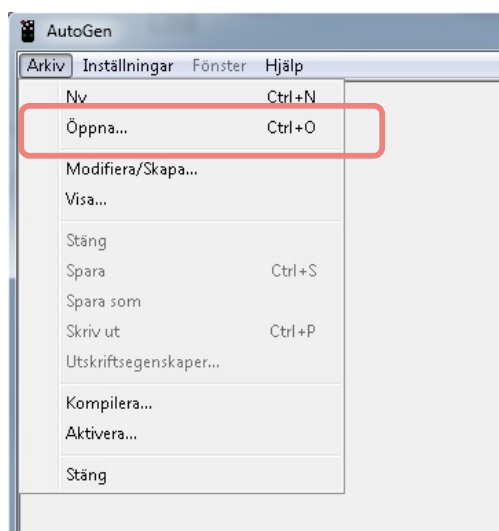 AutoGen
Arkiv Inställningar Fönster Hjälp
Ny Ctrl+N
Öppna... Ctrl+O
Modifiera/Skapa...
Visa...
Stäng
Spara Ctrl+S
Spara som
Skriv ut Ctrl+P
Utskriftsegenskaper...
Kompilera...
Aktivera...
Stäng